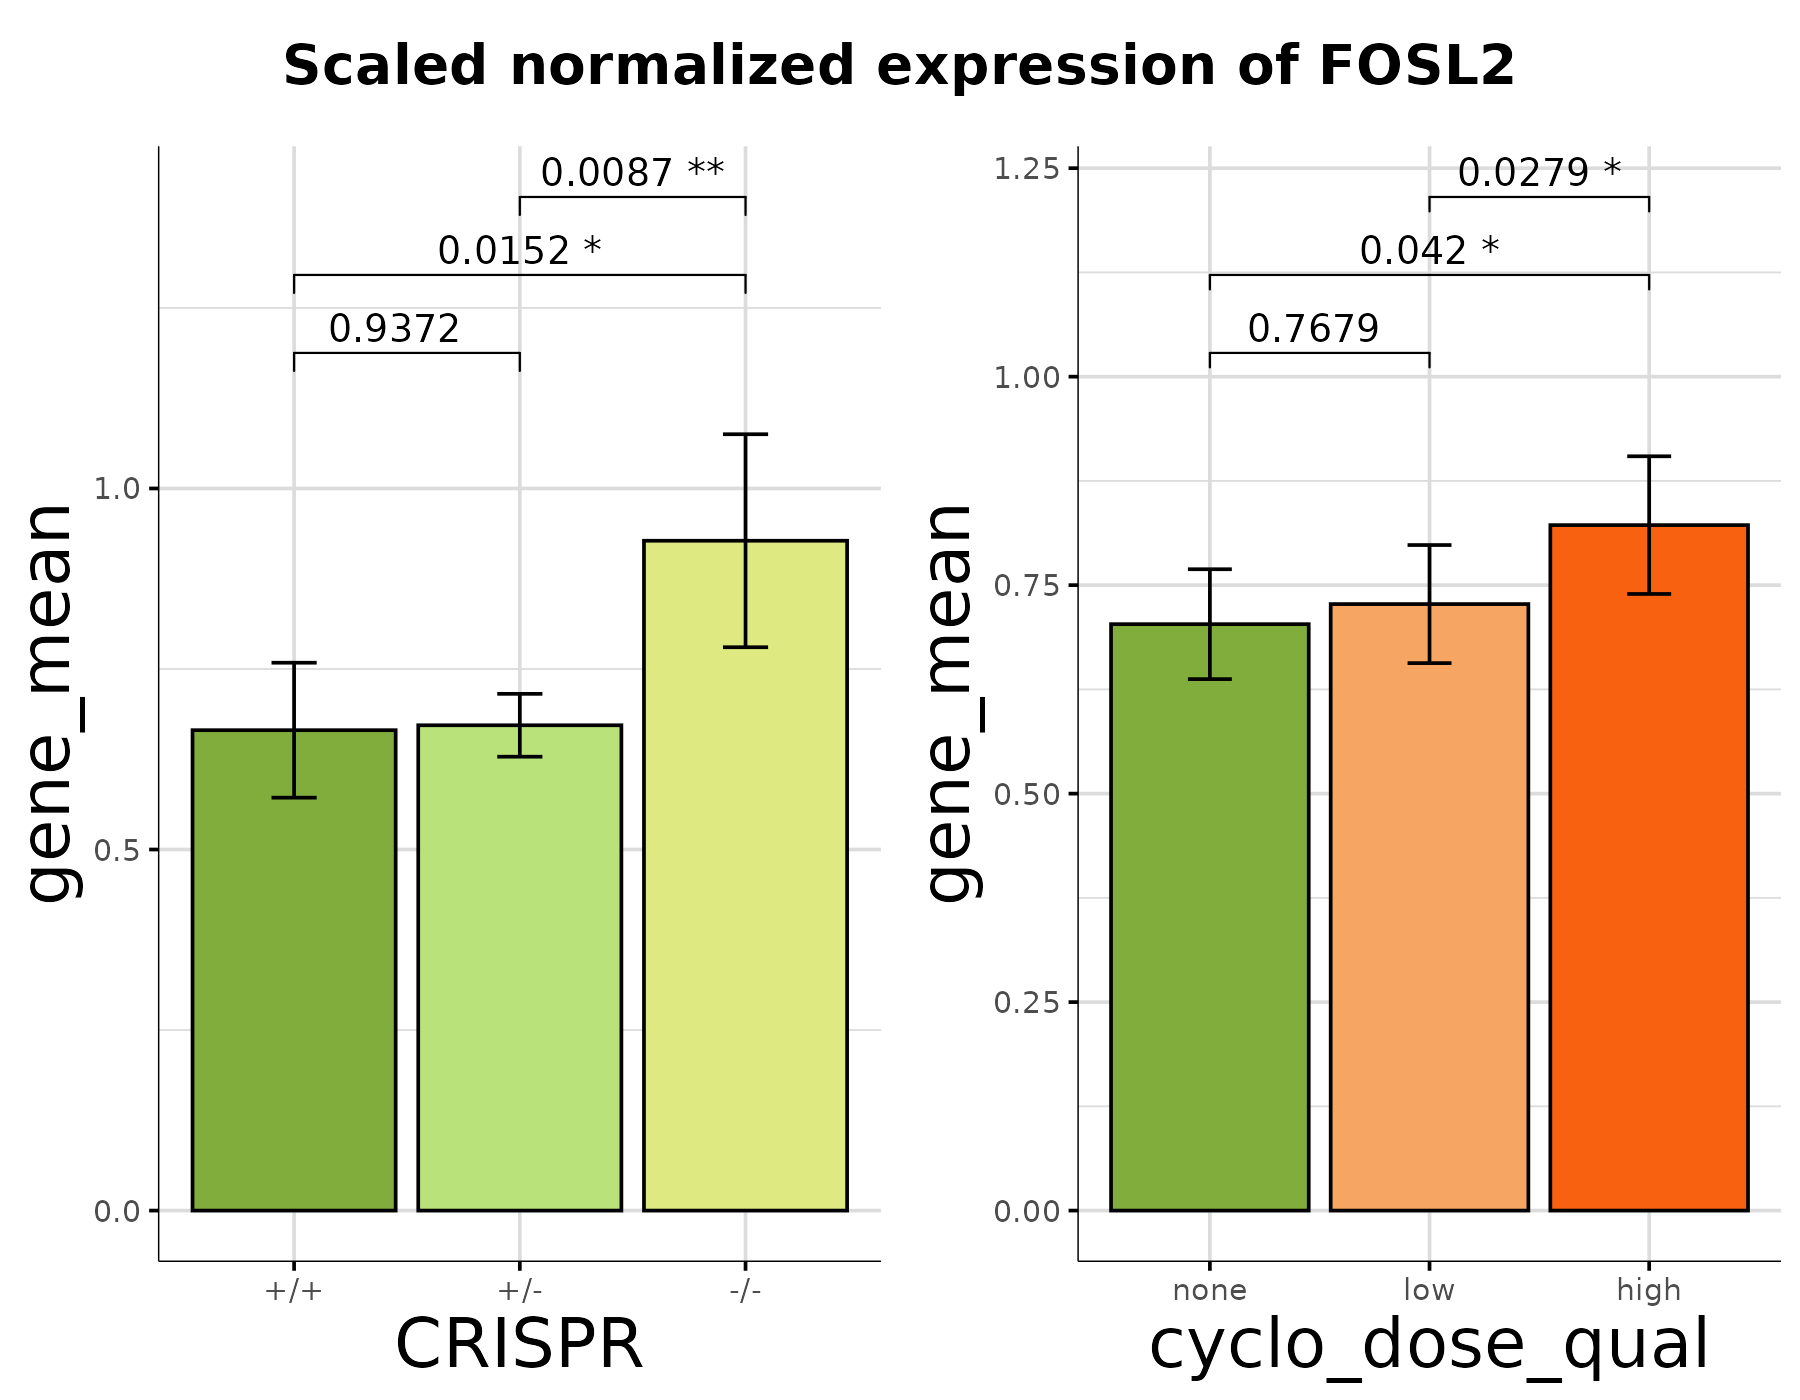 Scaled normalized expression of FOSL2
0.0087 **
0.0152 *
0.9372
1.0
0.5
0.0
gene_mean
+/+ +/- -/-
CRISPR
0.0279 *
0.042 *
0.7679
1.25
1.00
0.75
0.50
0.25
0.00
gene_mean
none low high
cyclo_dose_qual